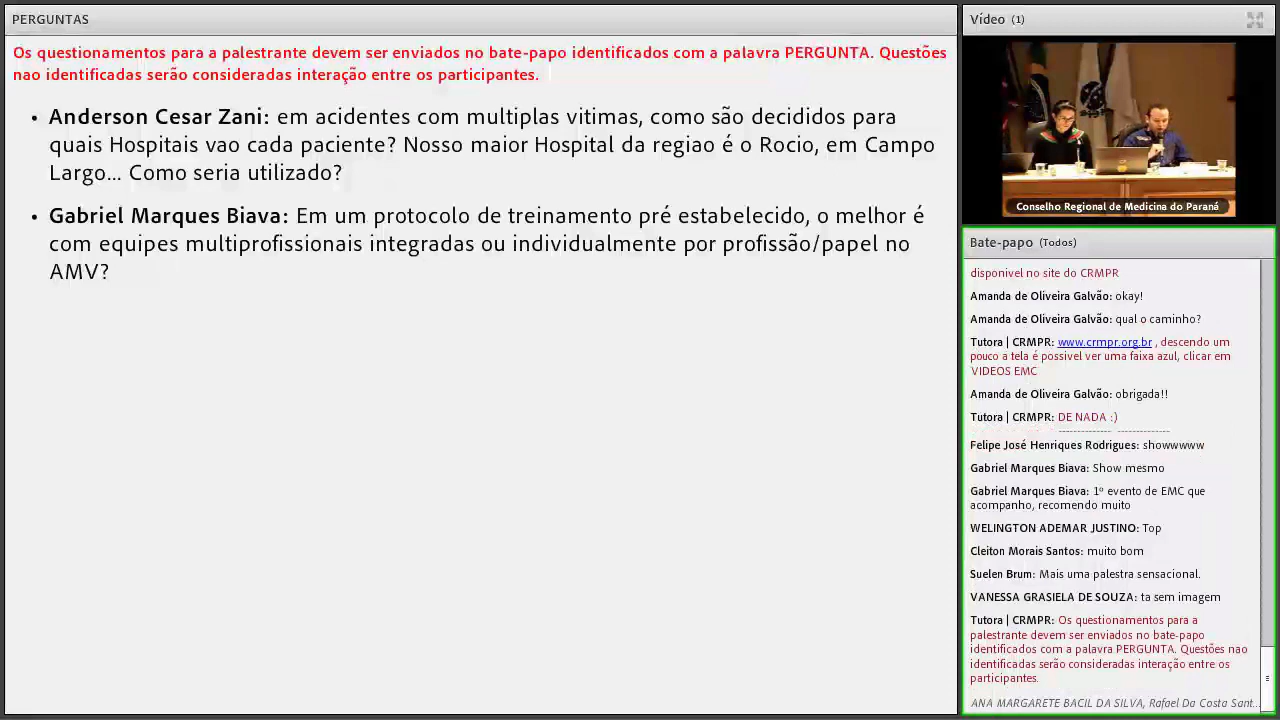 PERGUNTAS
Os questionamentos para a palestrante devem ser enviados no bate-papo identificados com a palavra PERGUNTA. Questões
nao identificadas serão consideradas interação entre os participantes.
• Anderson Cesar Zani: em acidentes com multiplas vitimas, como são decididos para
quais Hospitais vao cada paciente? Nosso maior Hospital da regiao é o Rocio, em Campo
Largo... Como seria utilizado?
• Gabriel Marques Biava: Em um protocolo de treinamento pré estabelecido, o melhor é
com equipes multiprofissionais integradas ou individualmente por profissão/papel no
AMV?
Vídeo (1)
Conselho Regional de Medicina do Paraná
Bate-papo (Todos)
disponivel no site do CRMPR
Amanda de Oliveira Galvão: okay!
Amanda de Oliveira Galvão: qual o caminho?
Tutora | CRMPR: www.crmpr.org.br , descendo um
pouco a tela é possivel ver uma faixa azul, clicar em
VIDEOS EMC
Amanda de Oliveira Galvão: obrigada!!
Tutora | CRMPR: DE NADA :)
Felipe José Henriques Rodrigues: showwwww
Gabriel Marques Biava: Show mesmo
Gabriel Marques Biava: 1º evento de EMC que
acompanho, recomendo muito
WELINGTON ADEMAR JUSTINO: Top
Cleiton Morais Santos: muito bom
Suelen Brum: Mais uma palestra sensacional.
VANESSA GRASIELA DE SOUZA: ta sem imagem
Tutora | CRMPR: Os questionamentos para a
palestrante devem ser enviados no bate-papo
identificados com a palavra PERGUNTA. Questões nao
identificadas serão consideradas interação entre os
participantes.
ANA MARGARETE BACIL DA SILVA, Rafael Da Costa Sant...